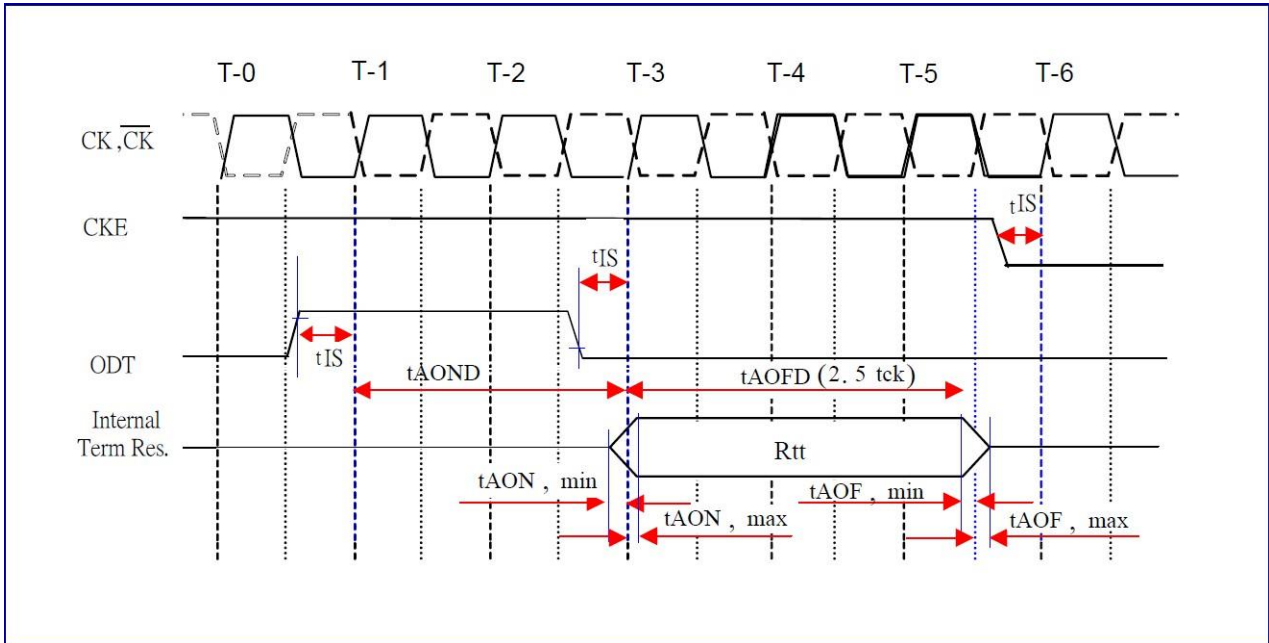 T-0 T-1 T-2 T-3 T-4 T-5 T-6
CK ,C̅K̅
CKE
tIS
tIS
tIS
ODT
tAOND
tAOFD (2. 5 tck)
Internal
Term Res.
Rtt
tAON , min
tAOF , min
tAON , max
tAOF , max